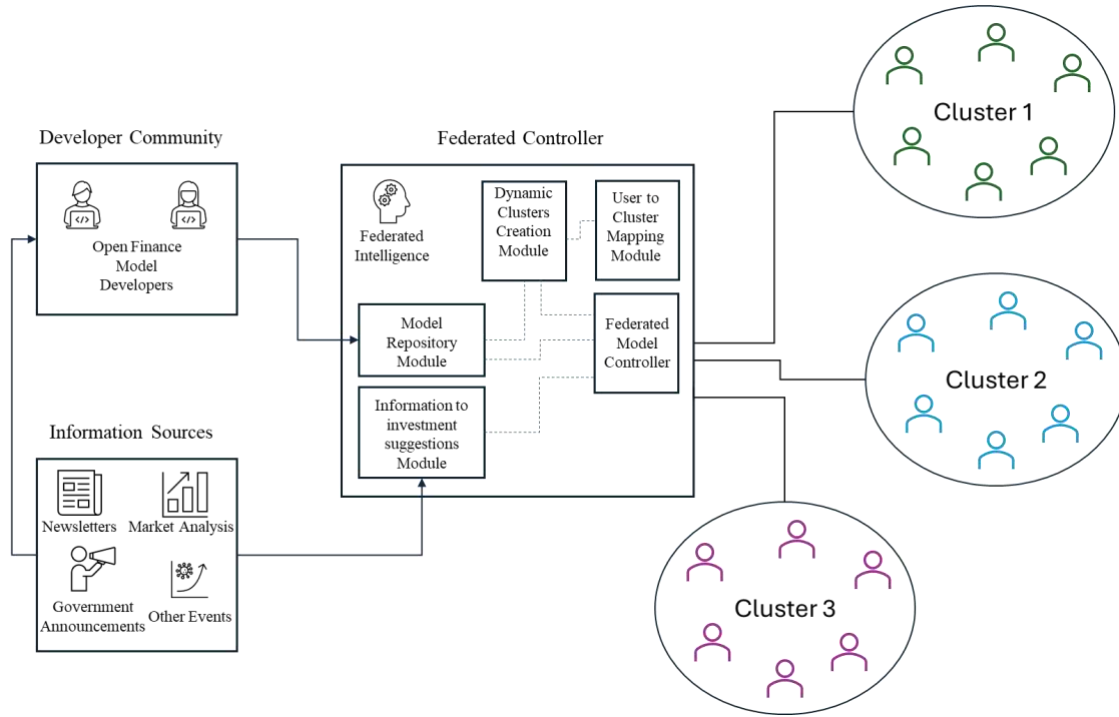 Developer Community
Open Finance
Model
Developers
Information Sources
Newsletters
Market Analysis
Government
Announcements
Other Events
Federated Controller
Federated
Intelligence
Dynamic
Clusters
Creation
Module
User to
Cluster
Mapping
Module
Model
Repository
Module
Federated
Model
Controller
Information to
investment
suggestions
Module
Cluster 1
Cluster 2
Cluster 3